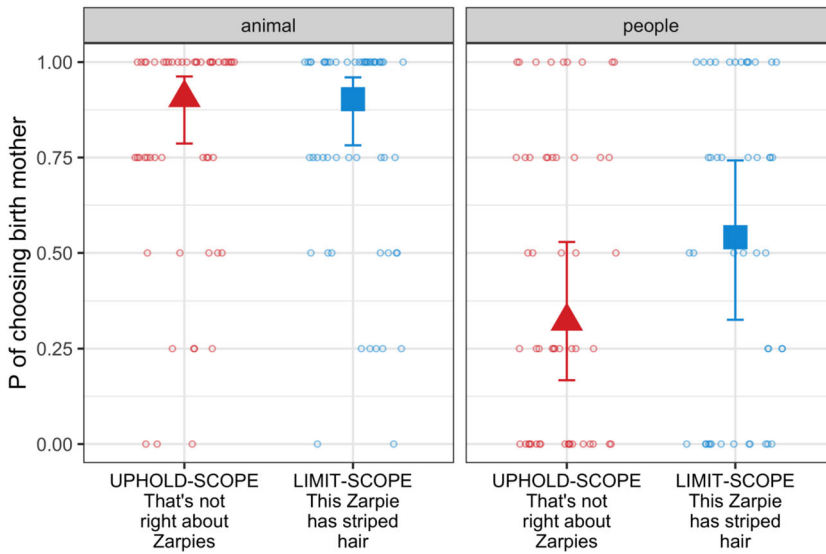 animal
people
P of choosing birth mother
1.00
0.75
0.50
0.25
0.00
UPHOLD-SCOPE
That's not
right about
Zarpies
LIMIT-SCOPE
This Zarpie
has striped
hair
UPHOLD-SCOPE
That's not
right about
Zarpies
LIMIT-SCOPE
This Zarpie
has striped
hair